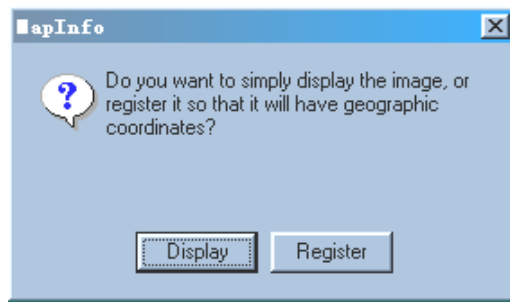 MapInfo
Do you want to simply display the image, or
register it so that it will have geographic
coordinates?
Display
Register